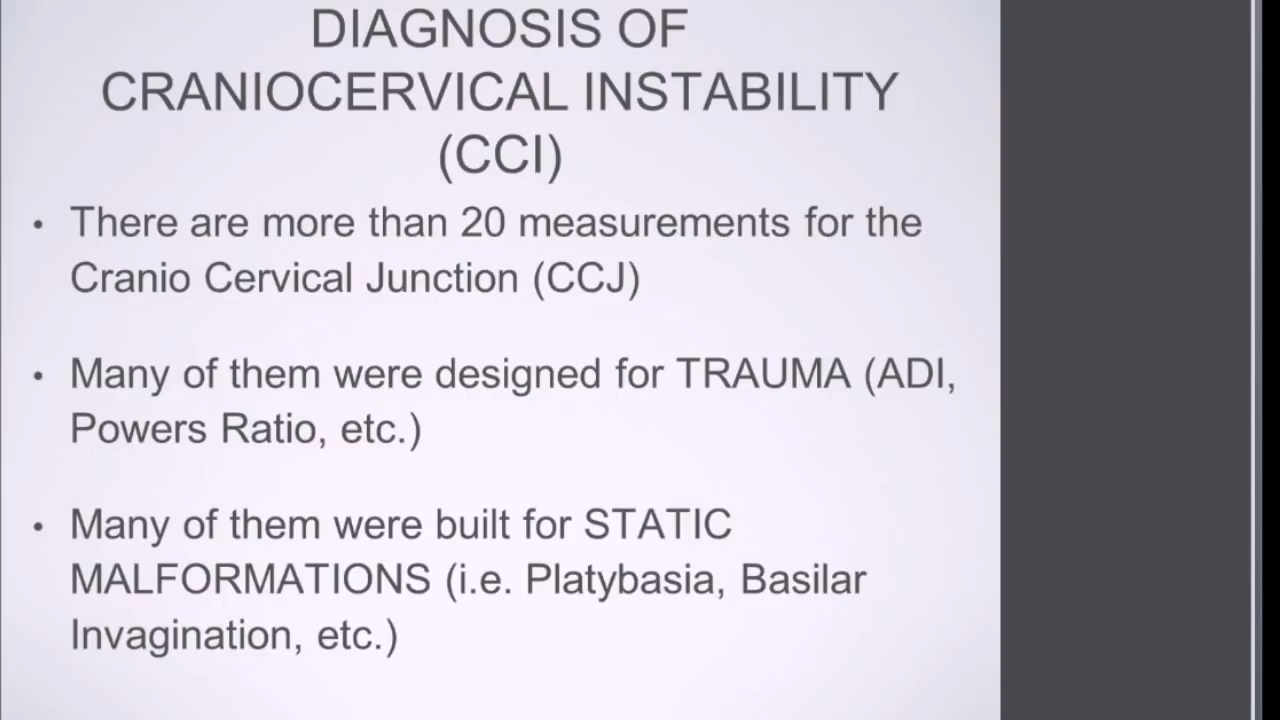 DIAGNOSIS OF
CRANIOCERVICAL INSTABILITY
(CCI)
• There are more than 20 measurements for the
Cranio Cervical Junction (CCJ)
• Many of them were designed for TRAUMA (ADI,
Powers Ratio, etc.)
• Many of them were built for STATIC
MALFORMATIONS (i.e. Platybasia, Basilar
Invagination, etc.)